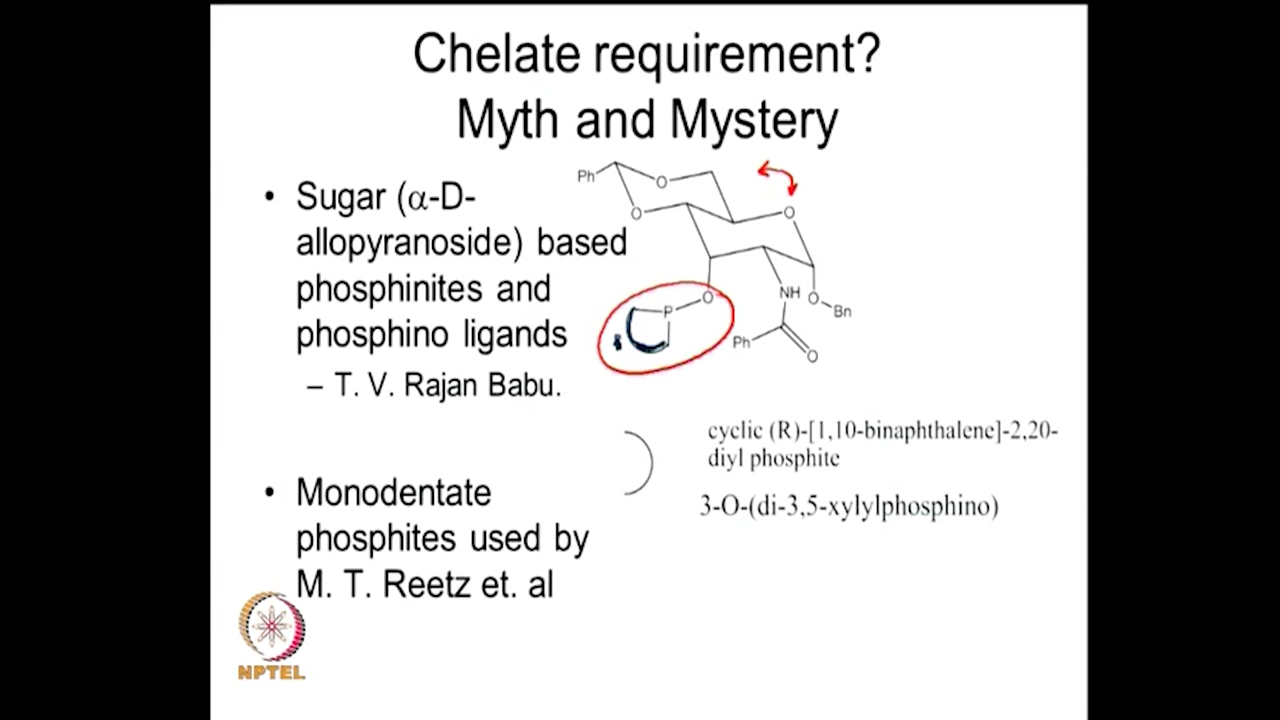 Chelate requirement?
Myth and Mystery
• Sugar (α-D-
allopyranoside) based
phosphinites and
phosphino ligands
– T. V. Rajan Babu.
• Monodentate
phosphites used by
M. T. Reetz et. al
Ph
O
O
O
P
O
NH
O
Bn
Ph
O
cyclic (R)-[1,10-binaphthalene]-2,20-
diyl phosphite
3-O-(di-3,5-xylylphosphino)
NPTEL